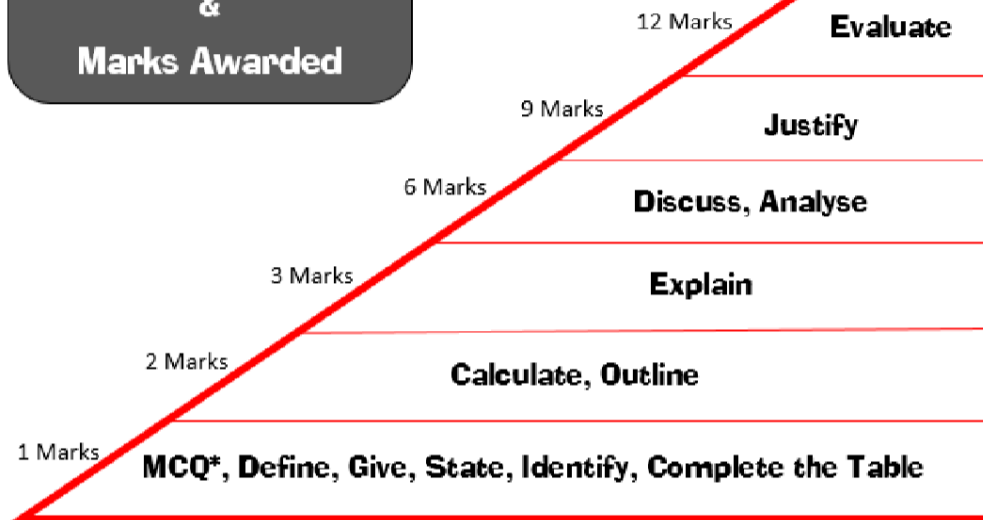 &
Marks Awarded
12 Marks
Evaluate
9 Marks
Justify
6 Marks
Discuss, Analyse
3 Marks
Explain
2 Marks
Calculate, Outline
1 Marks
MCQ*, Define, Give, State, Identify, Complete the Table